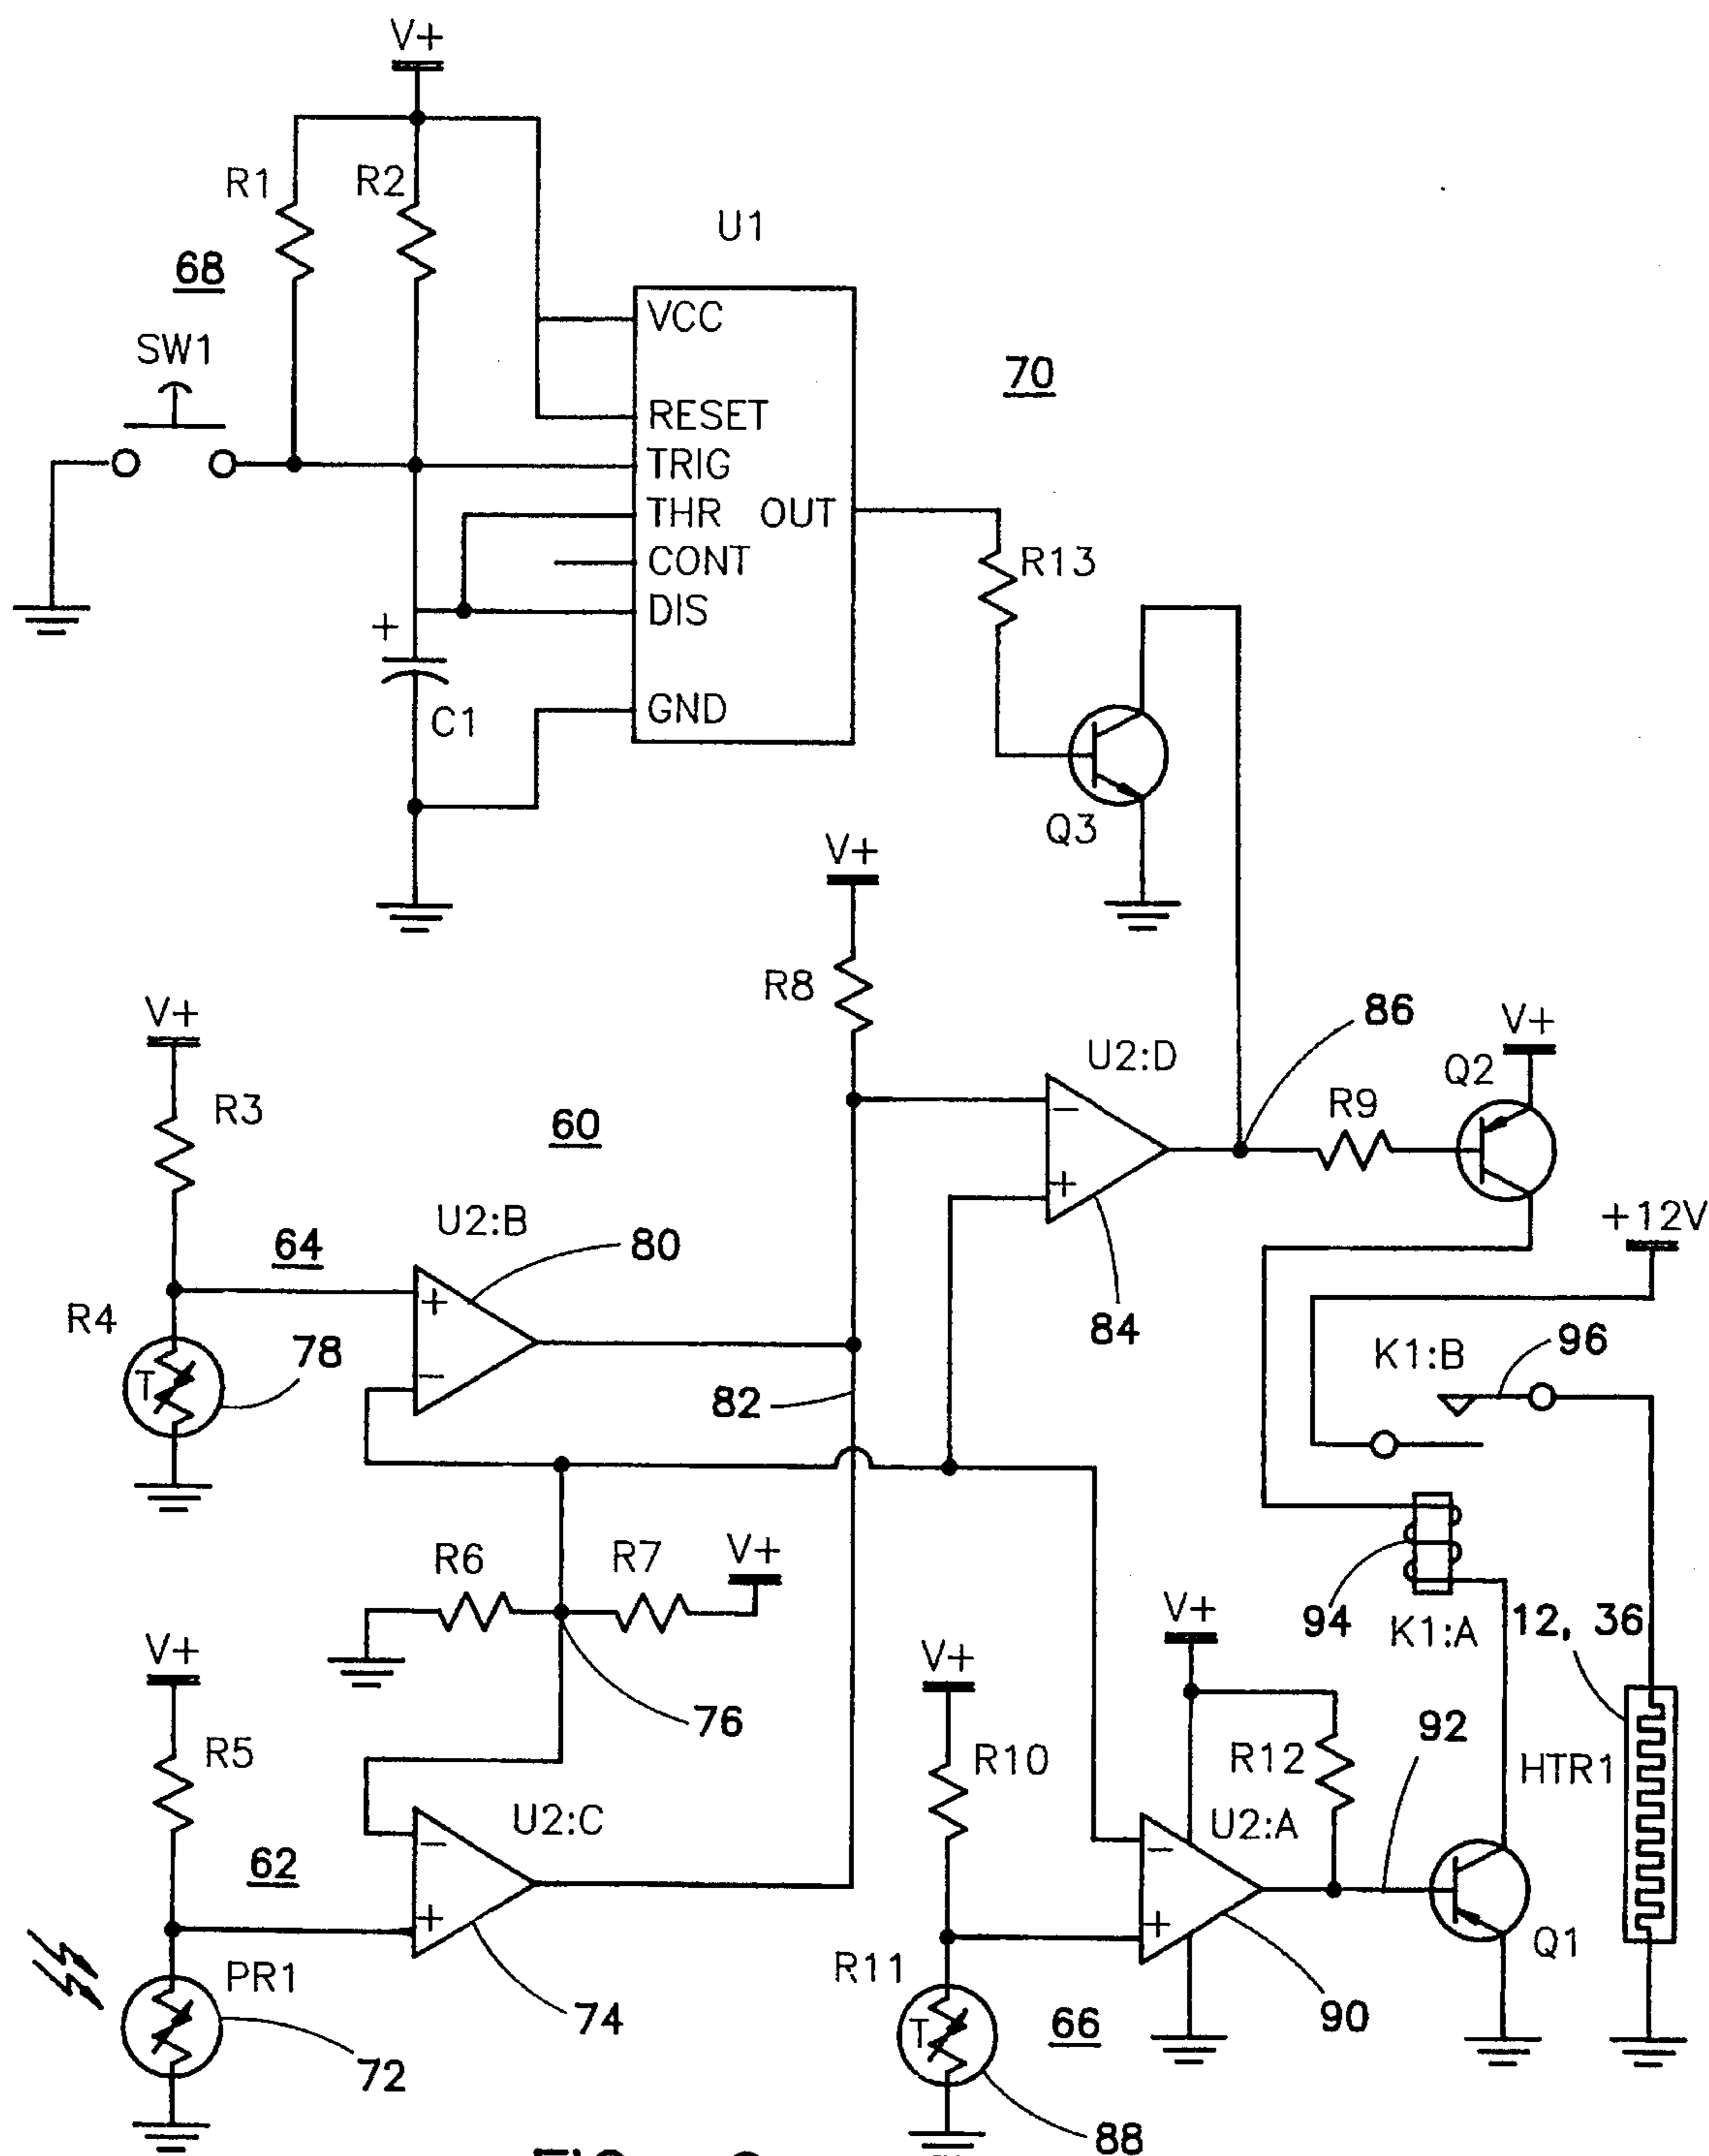 V+
R1
R2
U1
68
SW1
VCC
RESET
TRIG
THR
OUT
CONT
DIS
GND
70
R13
+
C1
Q3
V+
R8
V+
R3
60
U2:D
86
V+
Q2
R9
−
+
84
+12V
64
U2:B
80
R4
T
78
+
−
82
K1:B
96
R6
R7
V+
76
94
K1:A
12, 36
V+
V+
V+
R5
R10
R12
92
HTR1
U2:C
U2:A
62
−
+
74
−
+
Q1
PR1
72
R11
T
66
90
88